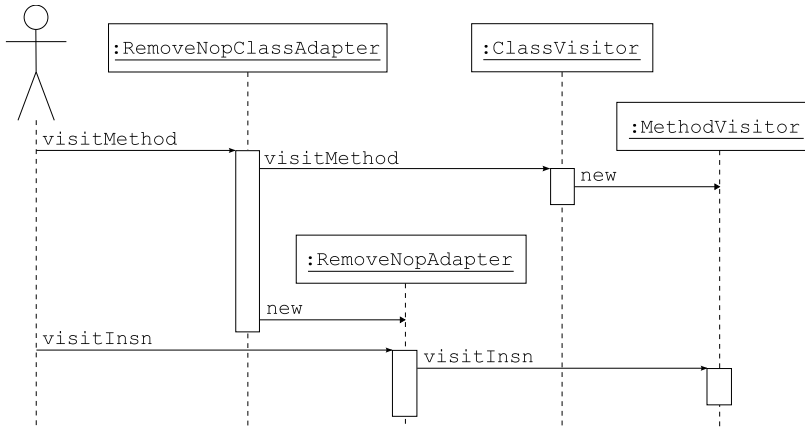 :RemoveNopClassAdapter
:ClassVisitor
:MethodVisitor
visitMethod
visitMethod
new
:RemoveNopAdapter
new
visitInsn
visitInsn